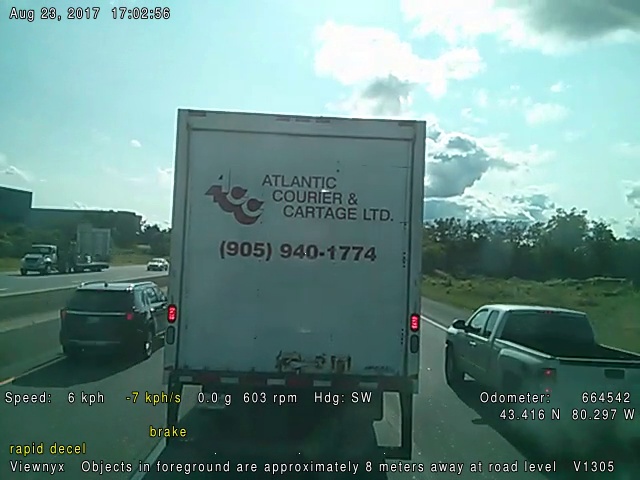 Aug 23, 2017 17:02:56
ATLANTIC
COURIER &
CARTAGE LTD.
(905) 940-1774
Speed: 6 kph -7 kph/s 0.0 g 603 rpm Hdg: SW Odometer: 664542
43.416 N 80.297 W
brake
rapid decel
Viewnyx Objects in foreground are approximately 8 meters away at road level V1305